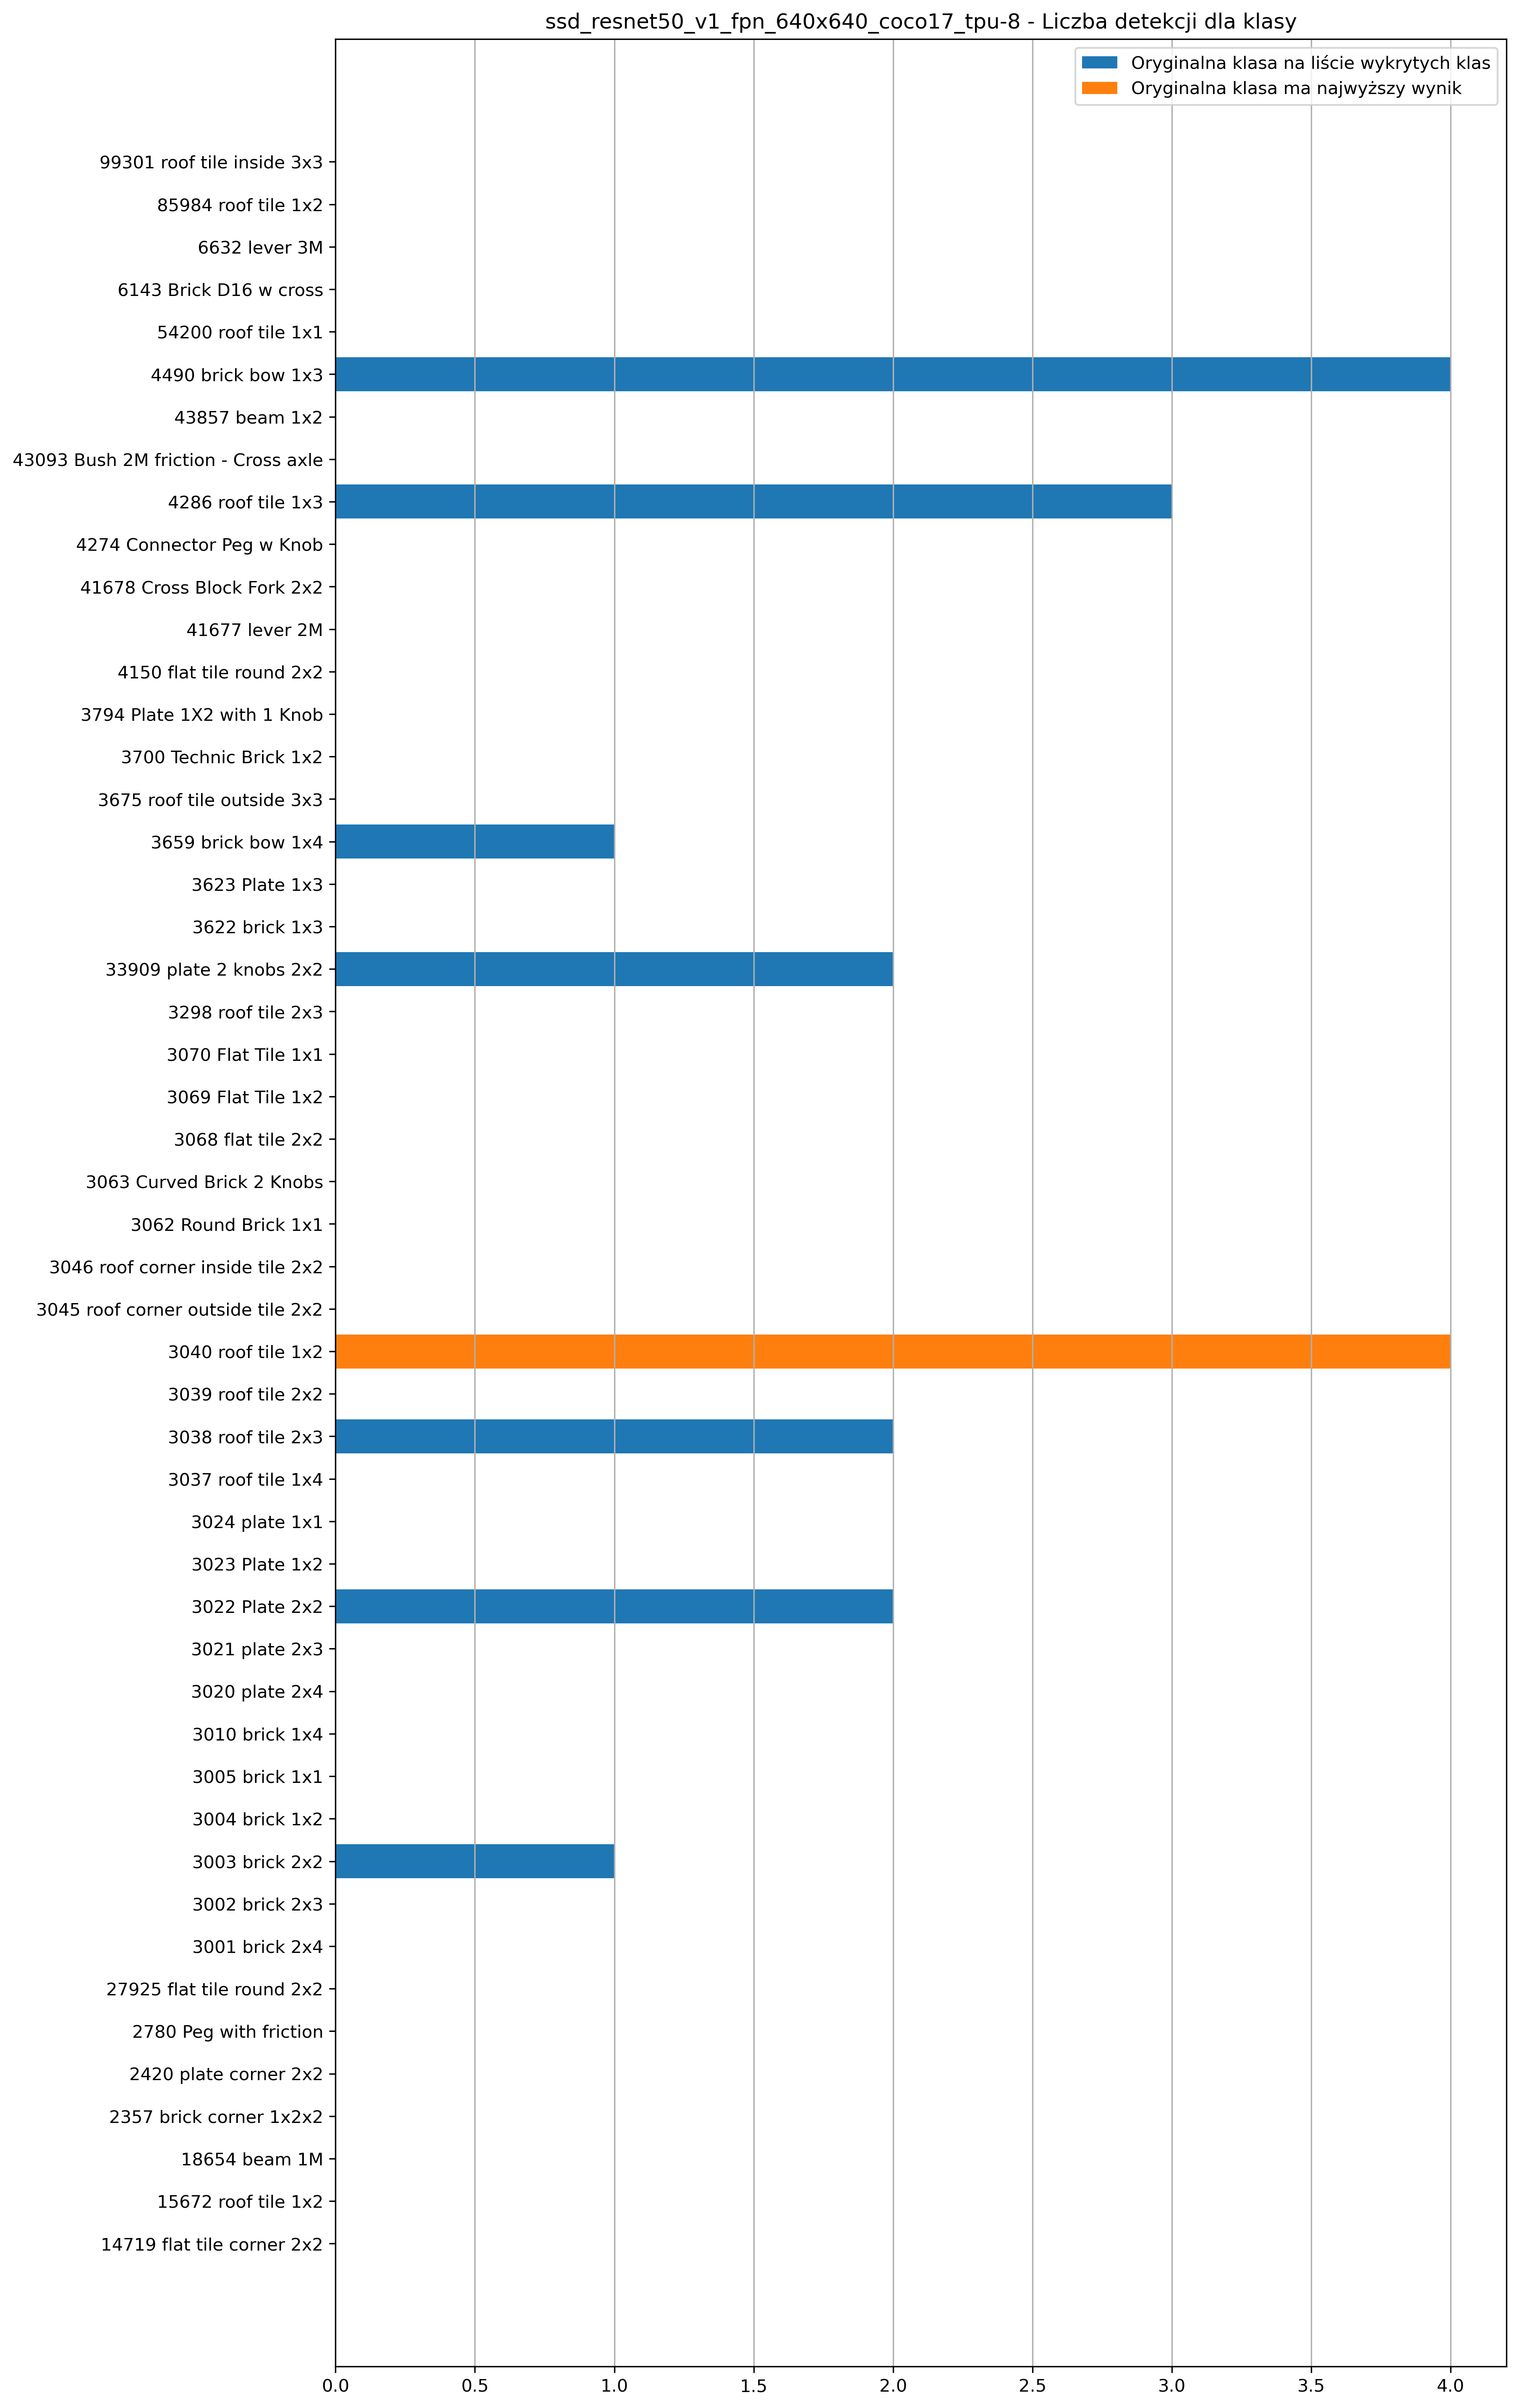 ssd_resnet50_v1_fpn_640x640_coco17_tpu-8 - Liczba detekcji dla klasy
Oryginalna klasa na liście wykrytych klas
Oryginalna klasa ma najwyższy wynik
99301 roof tile inside 3x3
85984 roof tile 1x2
6632 lever 3M
6143 Brick D16 w cross
54200 roof tile 1x1
4490 brick bow 1x3
43857 beam 1x2
43093 Bush 2M friction - Cross axle
4286 roof tile 1x3
4274 Connector Peg w Knob
41678 Cross Block Fork 2x2
41677 lever 2M
4150 flat tile round 2x2
3794 Plate 1X2 with 1 Knob
3700 Technic Brick 1x2
3675 roof tile outside 3x3
3659 brick bow 1x4
3623 Plate 1x3
3622 brick 1x3
33909 plate 2 knobs 2x2
3298 roof tile 2x3
3070 Flat Tile 1x1
3069 Flat Tile 1x2
3068 flat tile 2x2
3063 Curved Brick 2 Knobs
3062 Round Brick 1x1
3046 roof corner inside tile 2x2
3045 roof corner outside tile 2x2
3040 roof tile 1x2
3039 roof tile 2x2
3038 roof tile 2x3
3037 roof tile 1x4
3024 plate 1x1
3023 Plate 1x2
3022 Plate 2x2
3021 plate 2x3
3020 plate 2x4
3010 brick 1x4
3005 brick 1x1
3004 brick 1x2
3003 brick 2x2
3002 brick 2x3
3001 brick 2x4
27925 flat tile round 2x2
2780 Peg with friction
2420 plate corner 2x2
2357 brick corner 1x2x2
18654 beam 1M
15672 roof tile 1x2
14719 flat tile corner 2x2
0.0 0.5 1.0 1.5 2.0 2.5 3.0 3.5 4.0